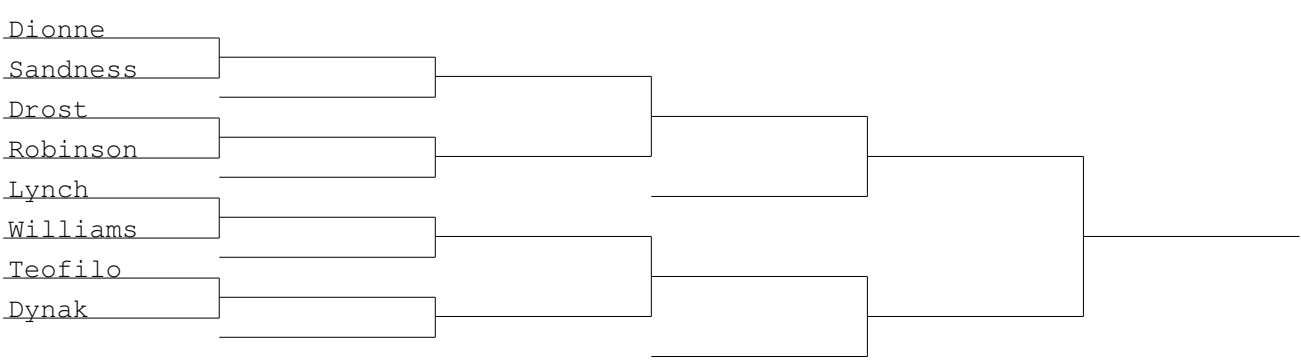 Dionne
Sandness
Drost
Robinson
Lynch
Williams
Teofilo
Dynak